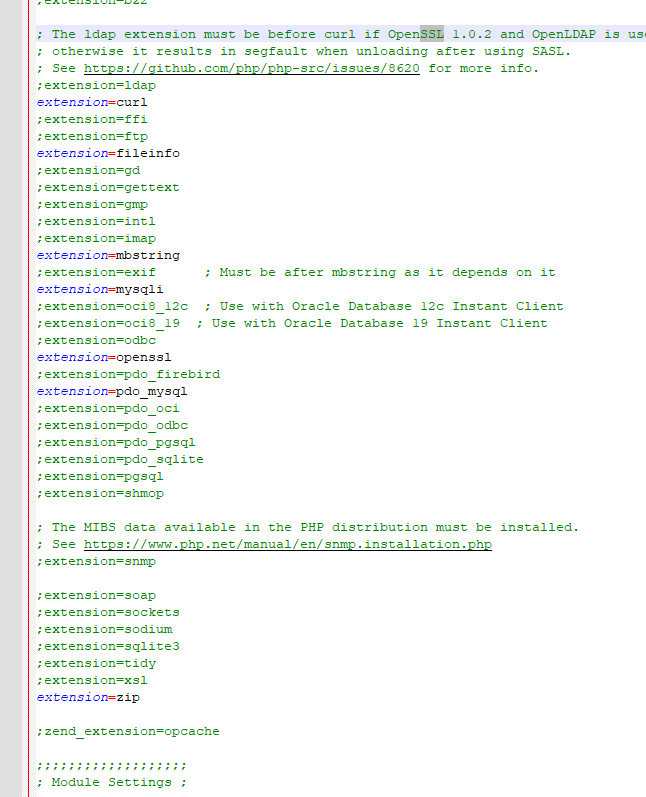 ;extension=bz2
; The ldap extension must be before curl if OpenSSL 1.0.2 and OpenLDAP is
; otherwise it results in segfault when unloading after using SASL.
; See https://github.com/php/php-src/issues/8620 for more info.
;extension=ldap
extension=curl
;extension=ffi
;extension=ftp
extension=fileinfo
;extension=gd
;extension=gettext
;extension=gmp
;extension=intl
;extension=imap
extension=mbstring
;extension=exif      ; Must be after mbstring as it depends on it
extension=mysqli
;extension=oci8_12c  ; Use with Oracle Database 12c Instant Client
;extension=oci8_19  ; Use with Oracle Database 19 Instant Client
;extension=odbc
extension=openssl
;extension=pdo_firebird
extension=pdo_mysql
;extension=pdo_oci
;extension=pdo_odbc
;extension=pdo_pgsql
;extension=pdo_sqlite
;extension=pgsql
;extension=shmop
; The MIBS data available in the PHP distribution must be installed.
; See https://www.php.net/manual/en/snmp.installation.php
;extension=snmp
;extension=soap
;extension=sockets
;extension=sodium
;extension=sqlite3
;extension=tidy
;extension=xsl
extension=zip
;zend_extension=opcache
;;;;;;;;;;;;;;;;;;;
; Module Settings ;